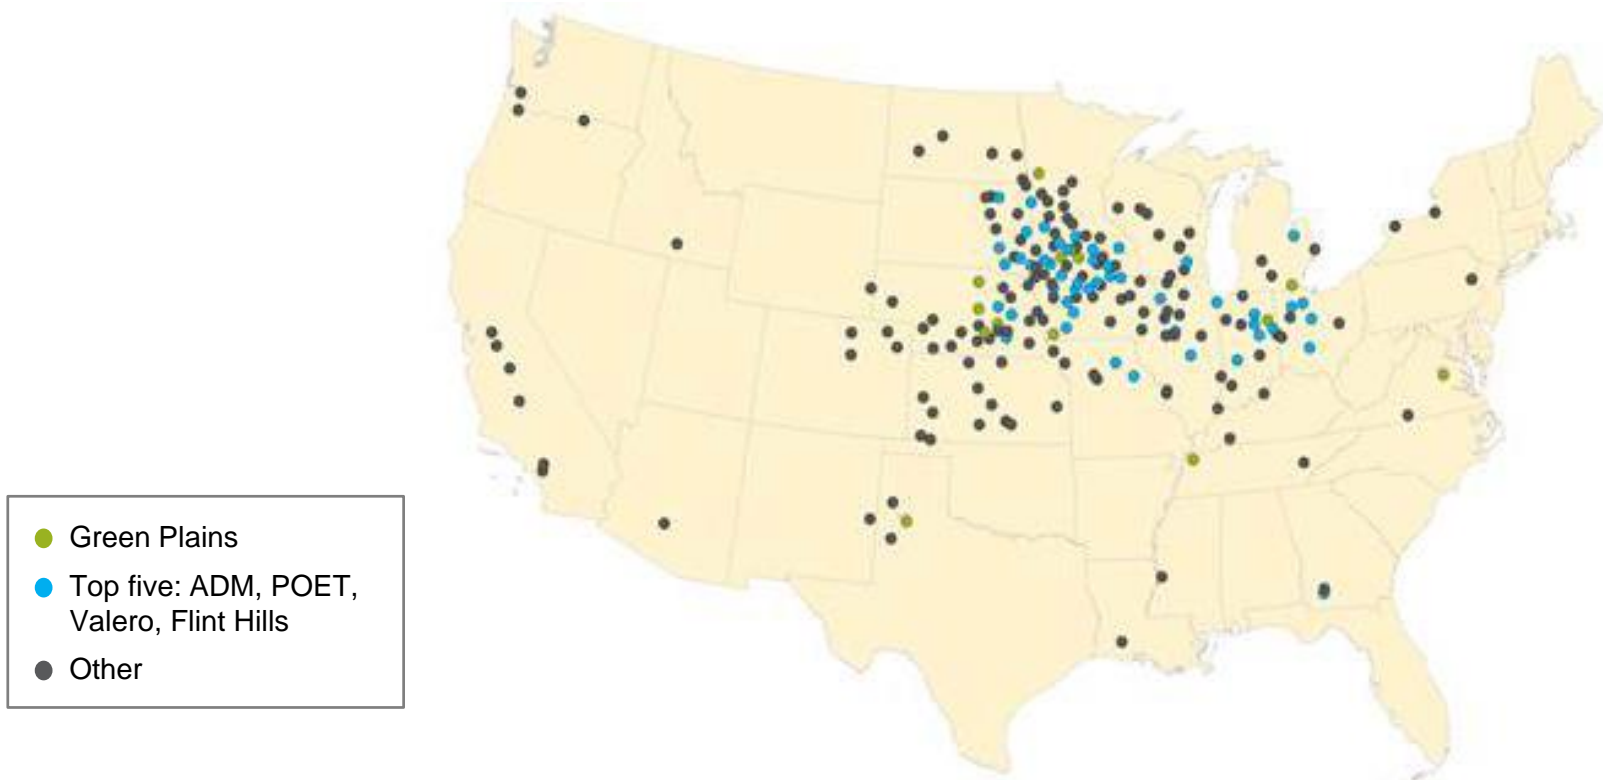 Green Plains
Top five: ADM, POET,
Valero, Flint Hills
Other